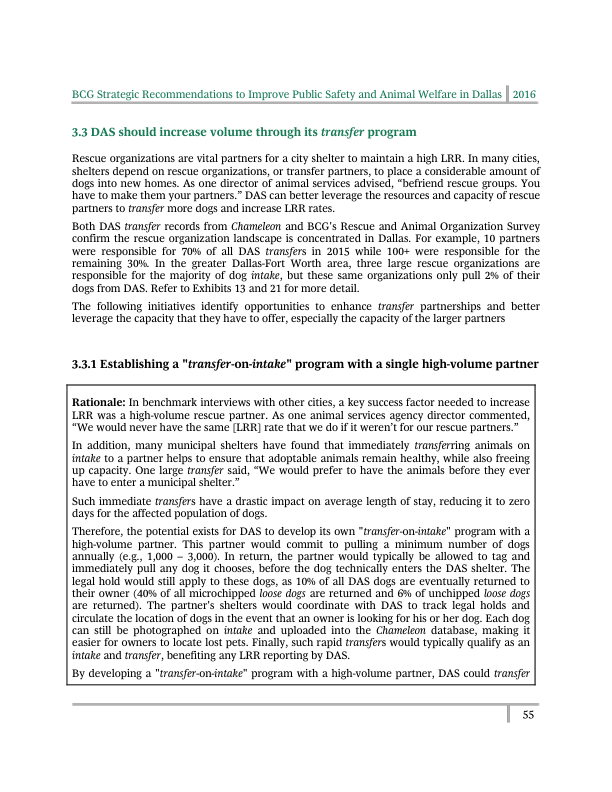 BCG Strategic Recommendations to Improve Public Safety and Animal Welfare in Dallas 2016
3.3 DAS should increase volume through its transfer program
Rescue organizations are vital partners for a city shelter to maintain a high LRR. In many cities,
shelters depend on rescue organizations, or transfer partners, to place a considerable amount of
dogs into new homes. As one director of animal services advised, “befriend rescue groups. You
have to make them your partners.” DAS can better leverage the resources and capacity of rescue
partners to transfer more dogs and increase LRR rates.
Both DAS transfer records from Chameleon and BCG’s Rescue and Animal Organization Survey
confirm the rescue organization landscape is concentrated in Dallas. For example, 10 partners
were responsible for 70% of all DAS transfers in 2015 while 100+ were responsible for the
remaining 30%. In the greater Dallas-Fort Worth area, three large rescue organizations are
responsible for the majority of dog intake, but these same organizations only pull 2% of their
dogs from DAS. Refer to Exhibits 13 and 21 for more detail.
The following initiatives identify opportunities to enhance transfer partnerships and better
leverage the capacity that they have to offer, especially the capacity of the larger partners
3.3.1 Establishing a "transfer-on-intake" program with a single high-volume partner
Rationale: In benchmark interviews with other cities, a key success factor needed to increase
LRR was a high-volume rescue partner. As one animal services agency director commented,
“We would never have the same [LRR] rate that we do if it weren’t for our rescue partners.”
In addition, many municipal shelters have found that immediately transferring animals on
intake to a partner helps to ensure that adoptable animals remain healthy, while also freeing
up capacity. One large transfer said, “We would prefer to have the animals before they ever
have to enter a municipal shelter.”
Such immediate transfers have a drastic impact on average length of stay, reducing it to zero
days for the affected population of dogs.
Therefore, the potential exists for DAS to develop its own "transfer-on-intake" program with a
high-volume partner. This partner would commit to pulling a minimum number of dogs
annually (e.g., 1,000 – 3,000). In return, the partner would typically be allowed to tag and
immediately pull any dog it chooses, before the dog technically enters the DAS shelter. The
legal hold would still apply to these dogs, as 10% of all DAS dogs are eventually returned to
their owner (40% of all microchipped loose dogs are returned and 6% of unchipped loose dogs
are returned). The partner’s shelters would coordinate with DAS to track legal holds and
circulate the location of dogs in the event that an owner is looking for his or her dog. Each dog
can still be photographed on intake and uploaded into the Chameleon database, making it
easier for owners to locate lost pets. Finally, such rapid transfers would typically qualify as an
intake and transfer, benefiting any LRR reporting by DAS.
By developing a "transfer-on-intake" program with a high-volume partner, DAS could transfer
55